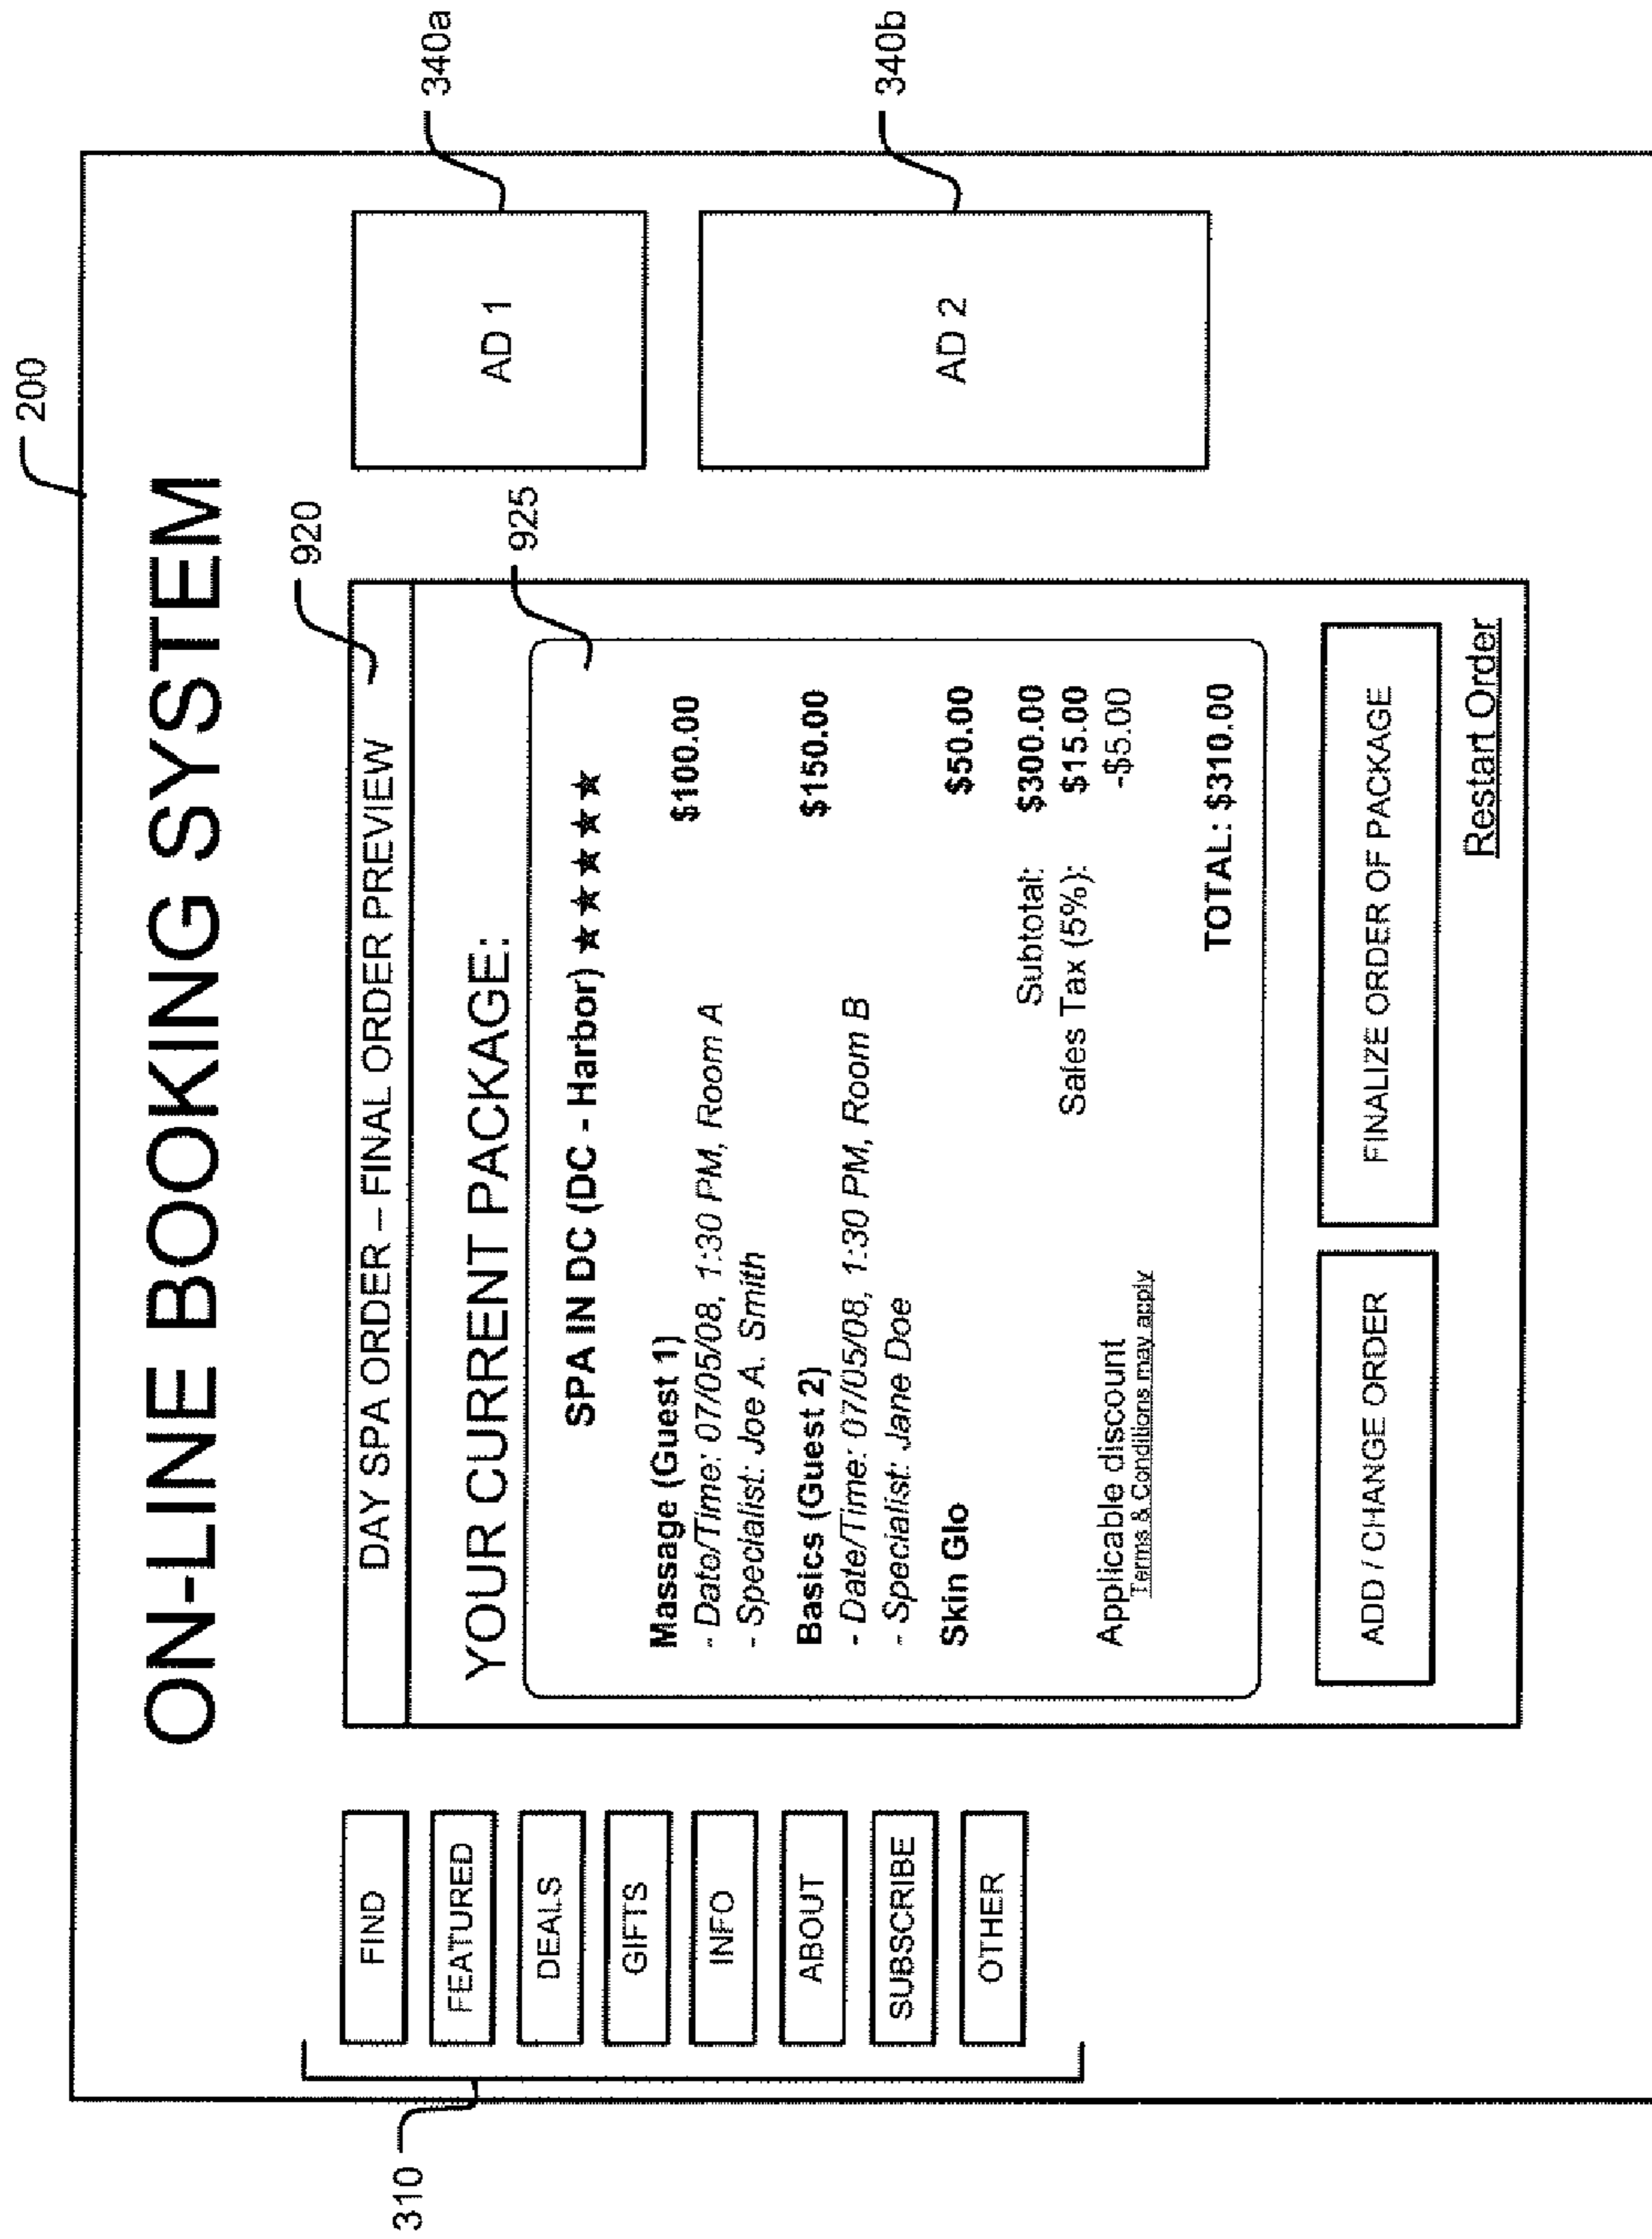 200
ON-LINE BOOKING SYSTEM
310
FIND
FEATURED
DEALS
GIFTS
INFO
ABOUT
SUBSCRIBE
OTHER
920
DAY SPA ORDER – FINAL ORDER PREVIEW
YOUR CURRENT PACKAGE:
925
SPA IN DC (DC - Harbor) ★★★★★
Massage (Guest 1) $100.00
- Date/Time: 07/05/08, 1:30 PM, Room A
- Specialist: Joe A. Smith
Basics (Guest 2) $150.00
- Date/Time: 07/05/08, 1:30 PM, Room B
- Specialist: Jane Doe
Skin Glo $50.00
Subtotal: $300.00
Sales Tax (5%): $15.00
Applicable discount -$5.00
Terms & Conditions may apply
TOTAL: $310.00
ADD / CHANGE ORDER
FINALIZE ORDER OF PACKAGE
Restart Order
340a
AD 1
340b
AD 2